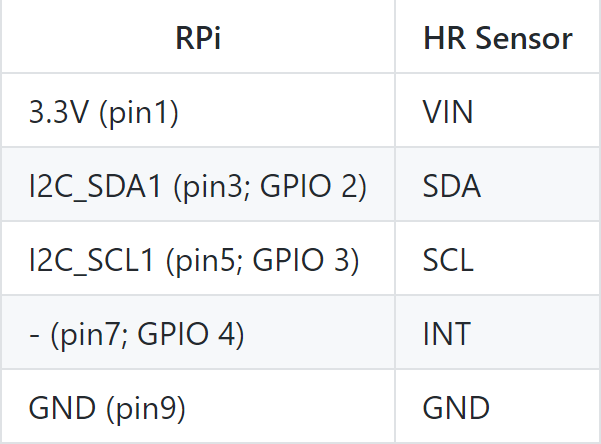 RPi HR Sensor
3.3V (pin1) VIN
I2C_SDA1 (pin3; GPIO 2) SDA
I2C_SCL1 (pin5; GPIO 3) SCL
- (pin7; GPIO 4) INT
GND (pin9) GND